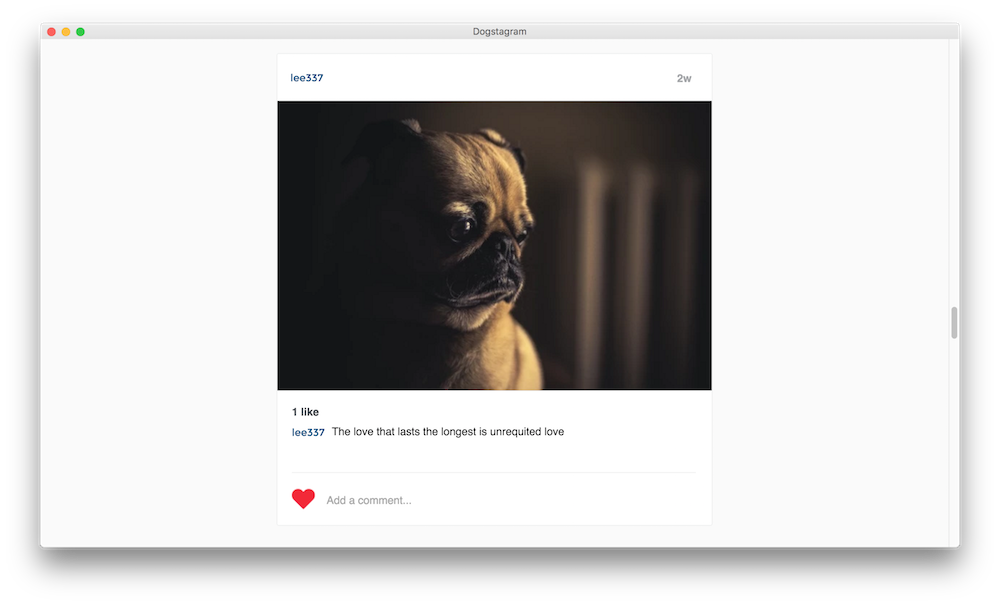 Dogstagram
lee337 2w
1 like
lee337 The love that lasts the longest is unrequited love
Add a comment...